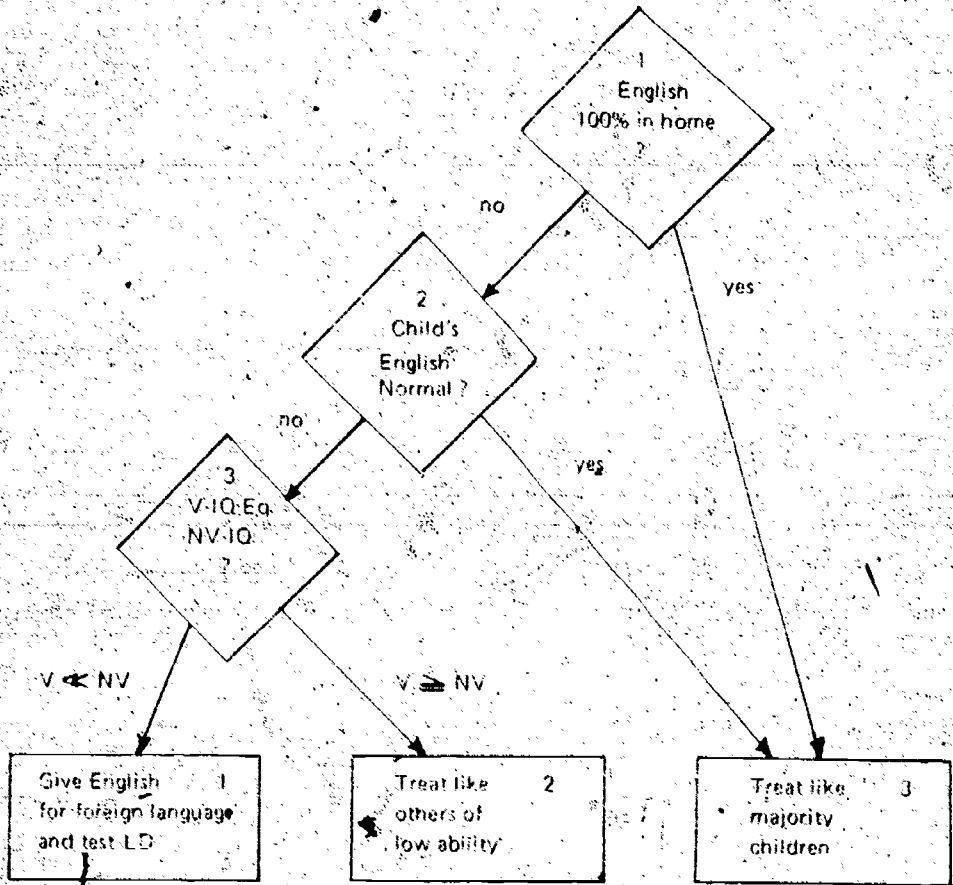 1
English
100% in home
?
no
yes
2
Child's
English
Normal ?
no
yes
3
V-IQ Eq
NV-IQ
?
V ≪ NV
V ≧ NV
Give English 1
for foreign language
and test LD
Treat like 2
others of
low ability
Treat like 3
majority
children